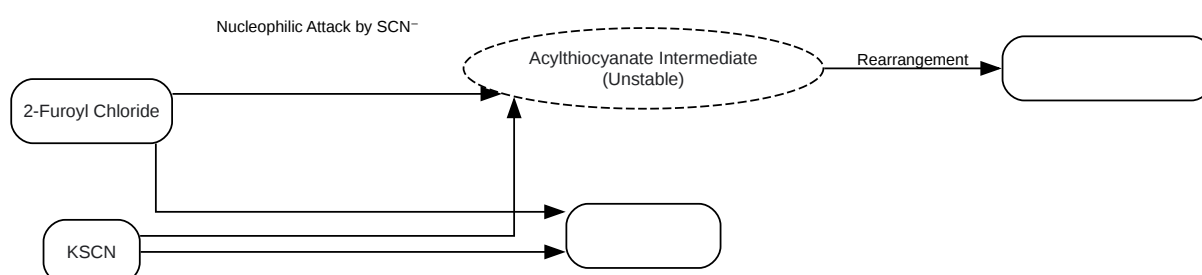 Nucleophilic Attack by SCN⁻
Acylthiocyanate Intermediate
(Unstable)
Rearrangement
2-Furoyl Chloride
KSCN